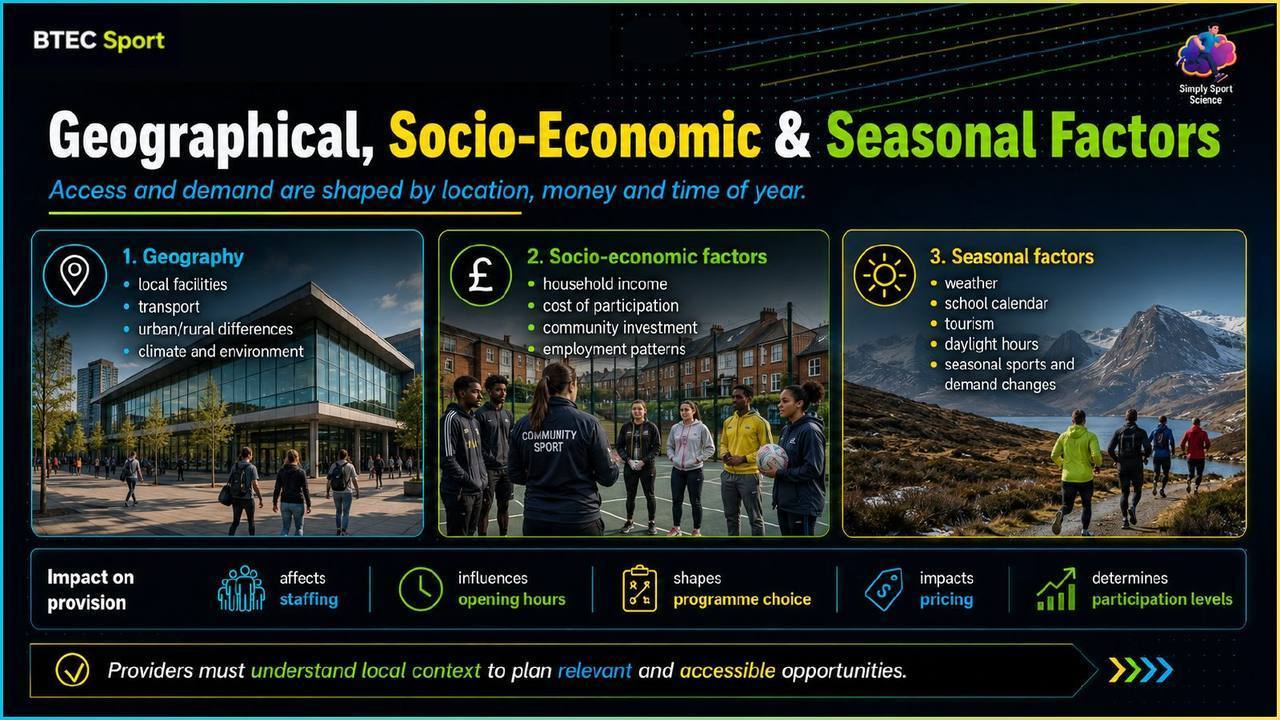 BTEC Sport
Simply Sport
Science
Geographical, Socio-Economic & Seasonal Factors
Access and demand are shaped by location, money and time of year.
1. Geography
• local facilities
• transport
• urban/rural differences
• climate and environment
£
2. Socio-economic factors
• household income
• cost of participation
• community investment
• employment patterns
COMMUNITY
SPORT
3. Seasonal factors
• weather
• school calendar
• tourism
• daylight hours
• seasonal sports and
demand changes
Impact on
provision
affects
staffing
influences
opening hours
shapes
programme choice
$
impacts
pricing
determines
participation levels
Providers must understand local context to plan relevant and accessible opportunities.